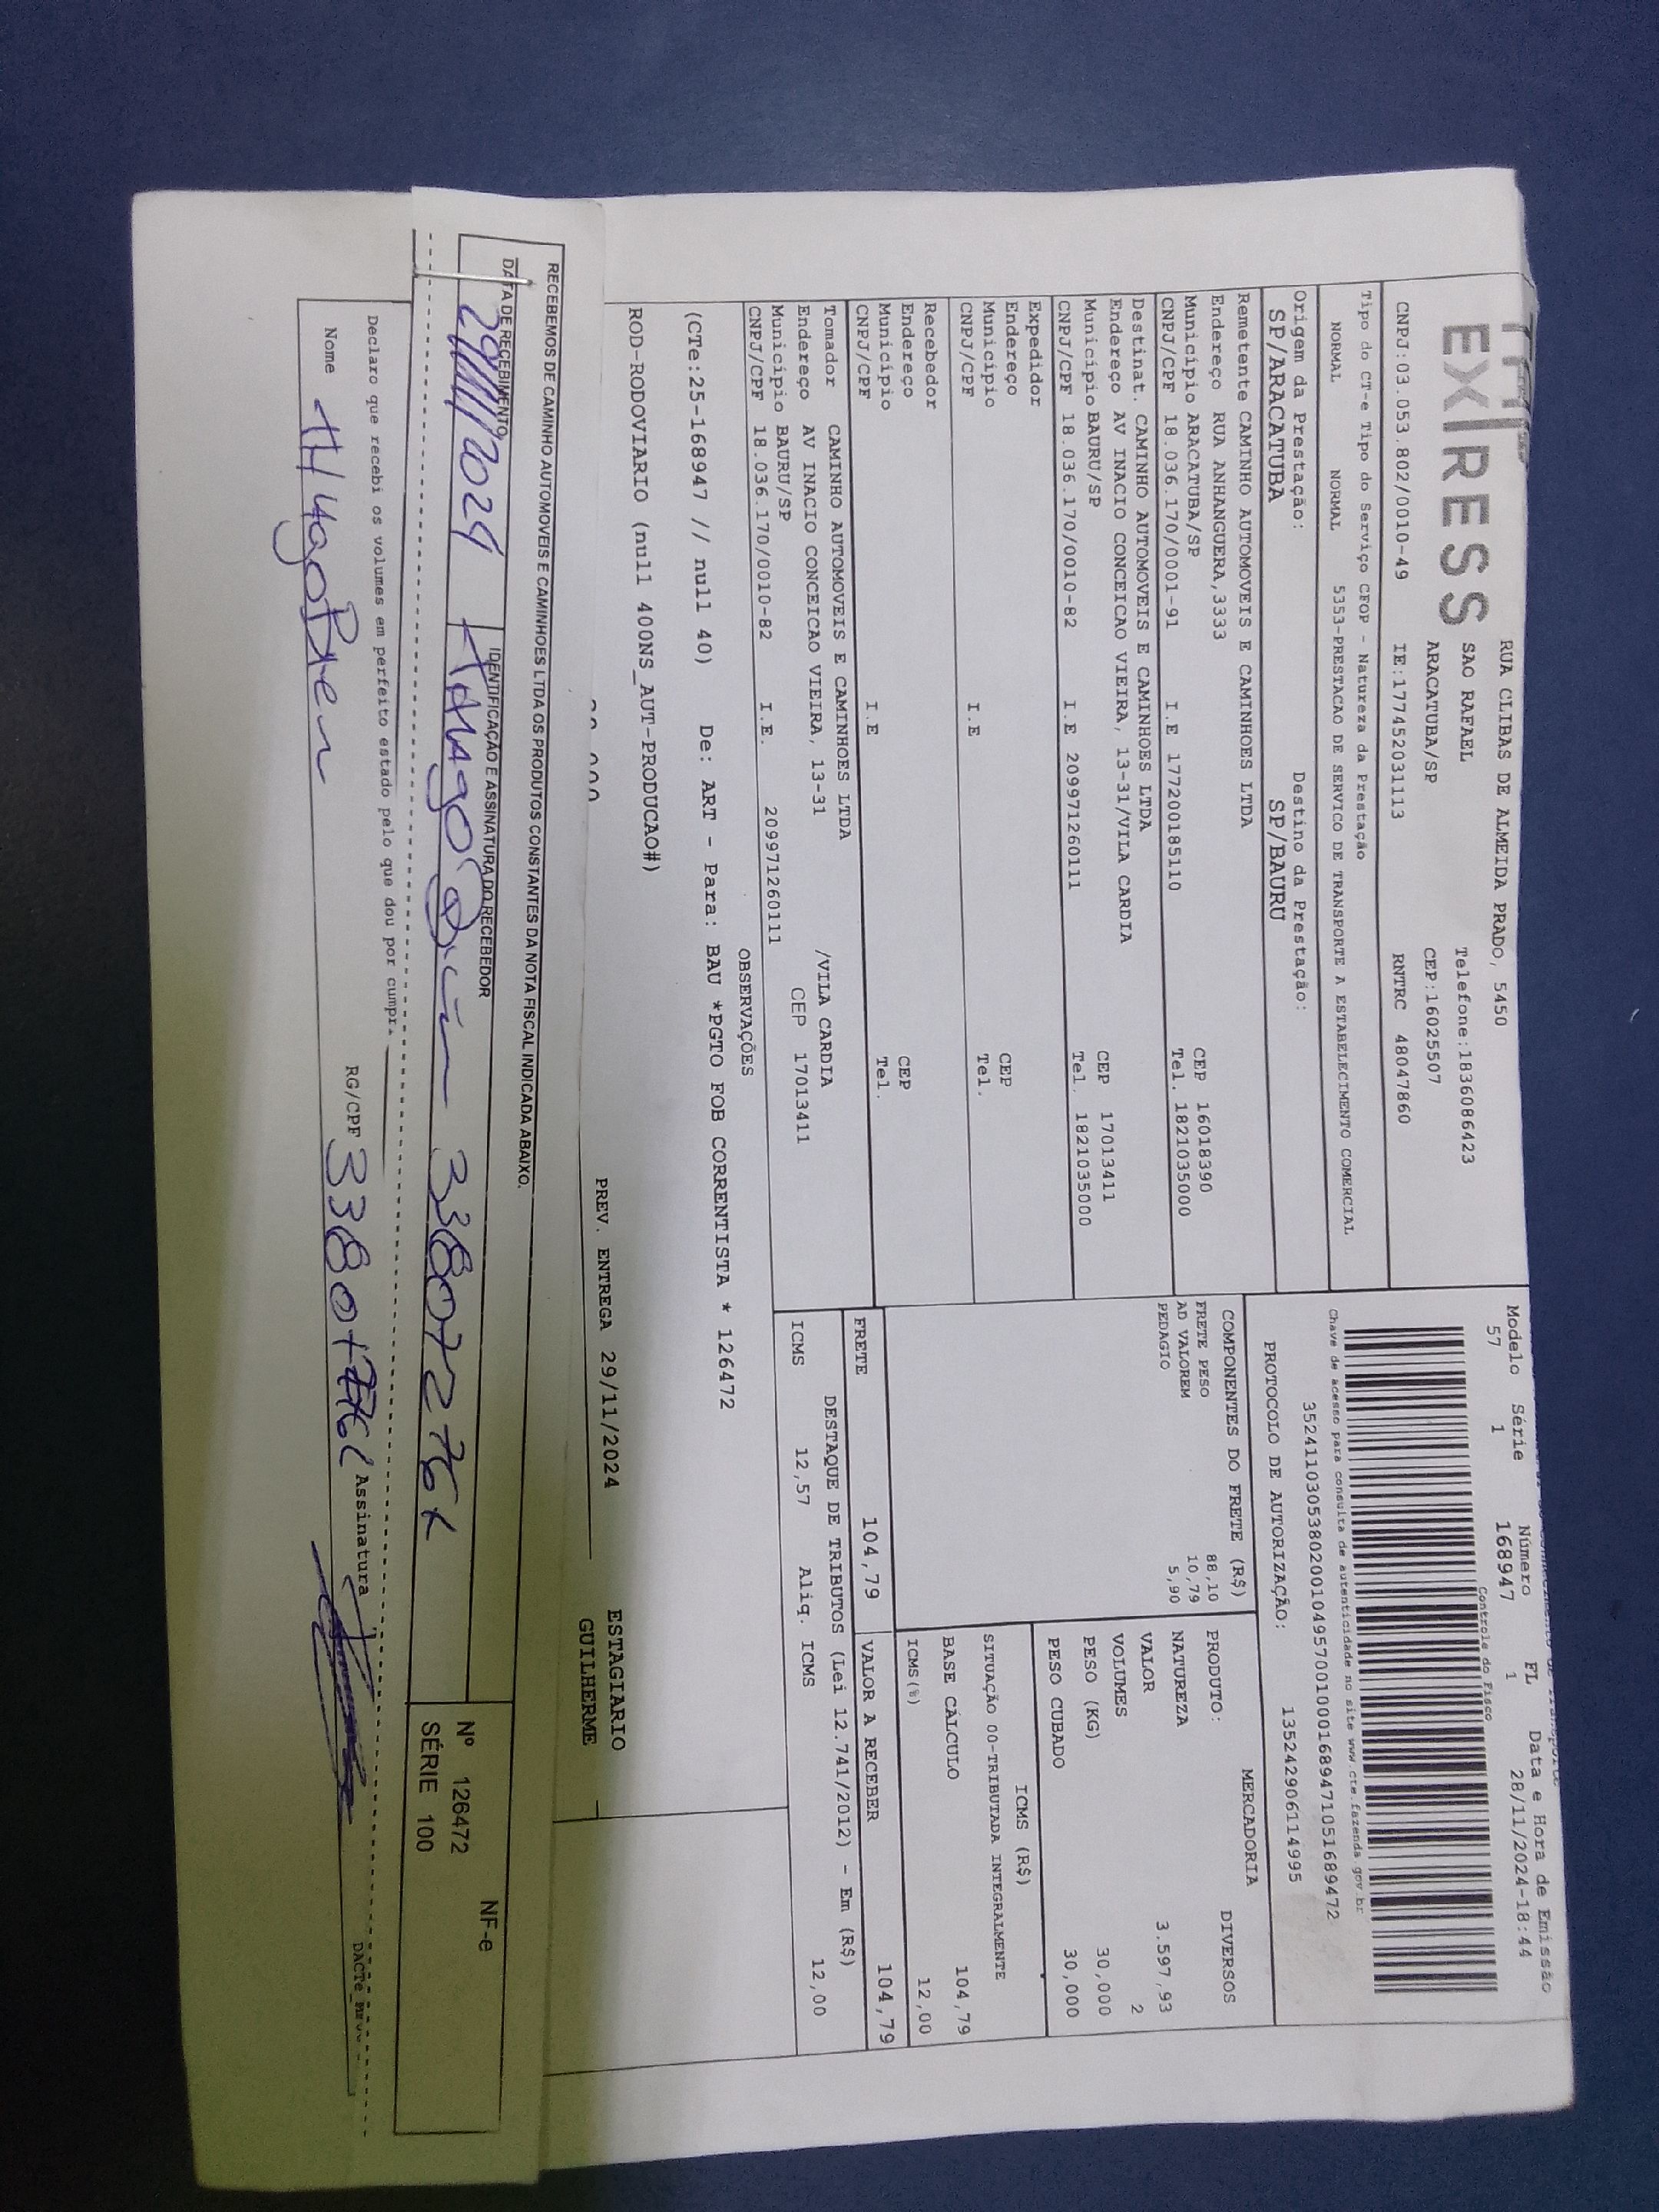 EXPRESS
RUA CLIBAS DE ALMEIDA PRADO, 5450
SAO RAFAEL Telefone:1836086423
ARACATUBA/SP CEP:16025507
CNPJ:03.053.802/0010-49 IE:177452031113 RNTRC 48047860
Modelo Série Número FL Data e Hora de Emissão
57 1 168947 1 28/11/2024-18:44
Controle do Fisco
Chave de acesso para consulta de autenticidade no site www.cte.fazenda.gov.br
35241103053802001049570010001689471051689472
PROTOCOLO DE AUTORIZAÇÃO: 135242906114995
Tipo do CT-e Tipo do Serviço CFOP - Natureza da Prestação
NORMAL NORMAL 5353-PRESTACAO DE SERVICO DE TRANSPORTE A ESTABELECIMENTO COMERCIAL
Origem da Prestação: Destino da Prestação:
SP/ARACATUBA SP/BAURU
Remetente CAMINHO AUTOMOVEIS E CAMINHOES LTDA
Endereço RUA ANHANGUERA,3333 CEP 16018390
Município ARACATUBA/SP Tel. 1821035000
CNPJ/CPF 18.036.170/0001-91 I.E 177200185110
Destinat. CAMINHO AUTOMOVEIS E CAMINHOES LTDA
Endereço AV INACIO CONCEICAO VIEIRA, 13-31/VILA CARDIA
Município BAURU/SP CEP 17013411
CNPJ/CPF 18.036.170/0010-82 I.E 209971260111 Tel. 1821035000
Expedidor
Endereço
Município CEP
CNPJ/CPF I.E Tel.
Recebedor
Endereço
Município CEP
CNPJ/CPF I.E Tel.
Tomador CAMINHO AUTOMOVEIS E CAMINHOES LTDA
Endereço AV INACIO CONCEICAO VIEIRA, 13-31 /VILA CARDIA
Município BAURU/SP CEP 17013411
CNPJ/CPF 18.036.170/0010-82 I.E. 209971260111
COMPONENTES DO FRETE (R$)
FRETE PESO 88,10
AD VALOREM 10,79
PEDAGIO 5,90
MERCADORIA
PRODUTO: DIVERSOS
NATUREZA
VALOR 3.597,93
VOLUMES 2
PESO (KG) 30,000
PESO CUBADO 30,000
ICMS (R$)
SITUAÇÃO 00-TRIBUTADA INTEGRALMENTE
BASE CÁLCULO 104,79
ICMS(%) 12,00
FRETE 104,79 VALOR A RECEBER 104,79
DESTAQUE DE TRIBUTOS (Lei 12.741/2012) - Em (R$)
ICMS 12,57 Aliq. ICMS 12,00
OBSERVAÇÕES
(CTe:25-168947 // null 40) De: ART - Para: BAU *PGTO FOB CORRENTISTA * 126472
ROD-RODOVIARIO (null 400NS_AUT-PRODUCAO#)
PREV. ENTREGA 29/11/2024 ESTAGIARIO
GUILHERME
RECEBEMOS DE CAMINHO AUTOMOVEIS E CAMINHOES LTDA OS PRODUTOS CONSTANTES DA NOTA FISCAL INDICADA ABAIXO.
DATA DE RECEBIMENTO IDENTIFICAÇÃO E ASSINATURA DO RECEBEDOR
29/11/2024
NF-e
Nº 126472
SÉRIE 100
Declaro que recebi os volumes em perfeito estado pelo que dou por
Nome RG/CPF Assinatura